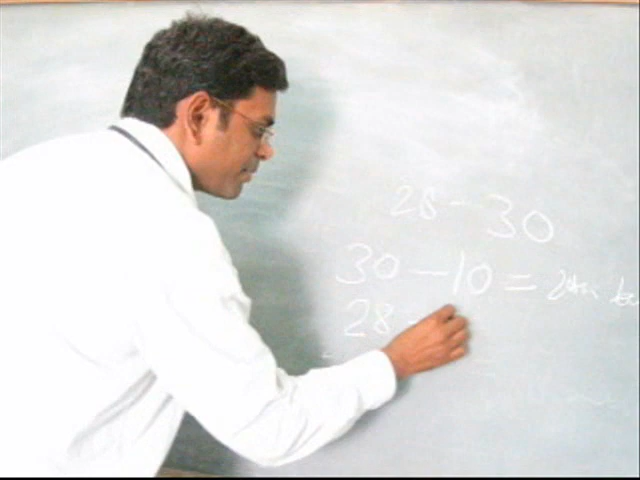 28 - 30
30 - 10 =
28 -